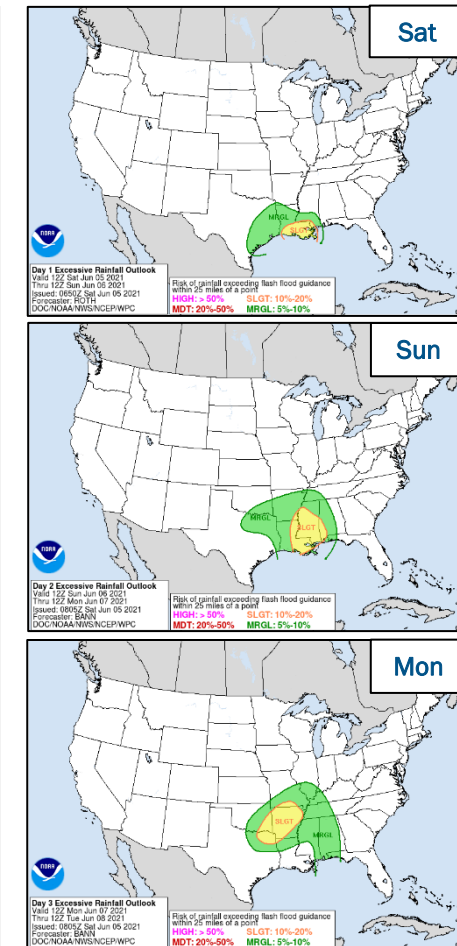 Sat
MRGL
SLGT
NOAA
Day 1 Excessive Rainfall Outlook
Valid 12Z Sat Jun 05 2021
Thru 12Z Sun Jun 06 2021
Issued: 0650Z Sat Jun 05 2021
Forecaster: ROTH
DOC/NOAA/NWS/NCEP/WPC
Risk of rainfall exceeding flash flood guidance
within 25 miles of a point
HIGH: > 50% SLGT: 10%-20%
MDT: 20%-50% MRGL: 5%-10%
Sun
MRGL
SLGT
NOAA
Day 2 Excessive Rainfall Outlook
Valid 12Z Sun Jun 06 2021
Thru 12Z Mon Jun 07 2021
Issued: 0805Z Sat Jun 05 2021
Forecaster: BANN
DOC/NOAA/NWS/NCEP/WPC
Risk of rainfall exceeding flash flood guidance
within 25 miles of a point
HIGH: > 50% SLGT: 10%-20%
MDT: 20%-50% MRGL: 5%-10%
Mon
SLGT
MRGL
NOAA
Day 3 Excessive Rainfall Outlook
Valid 12Z Mon Jun 07 2021
Thru 12Z Tue Jun 08 2021
Issued: 0805Z Sat Jun 05 2021
Forecaster: BANN
DOC/NOAA/NWS/NCEP/WPC
Risk of rainfall exceeding flash flood guidance
within 25 miles of a point
HIGH: > 50% SLGT: 10%-20%
MDT: 20%-50% MRGL: 5%-10%